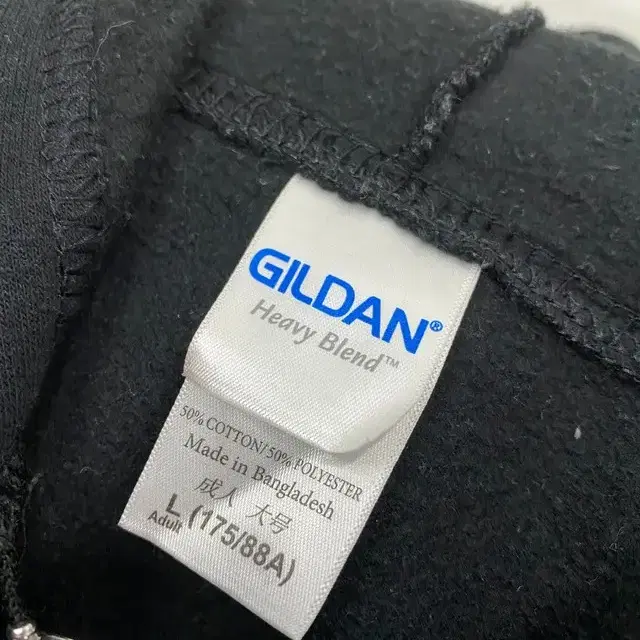 GILDAN®
Heavy Blend™
50% COTTON/50% POLYESTER
Made in Bangladesh
成人 大号
L (175/88A)
Adult